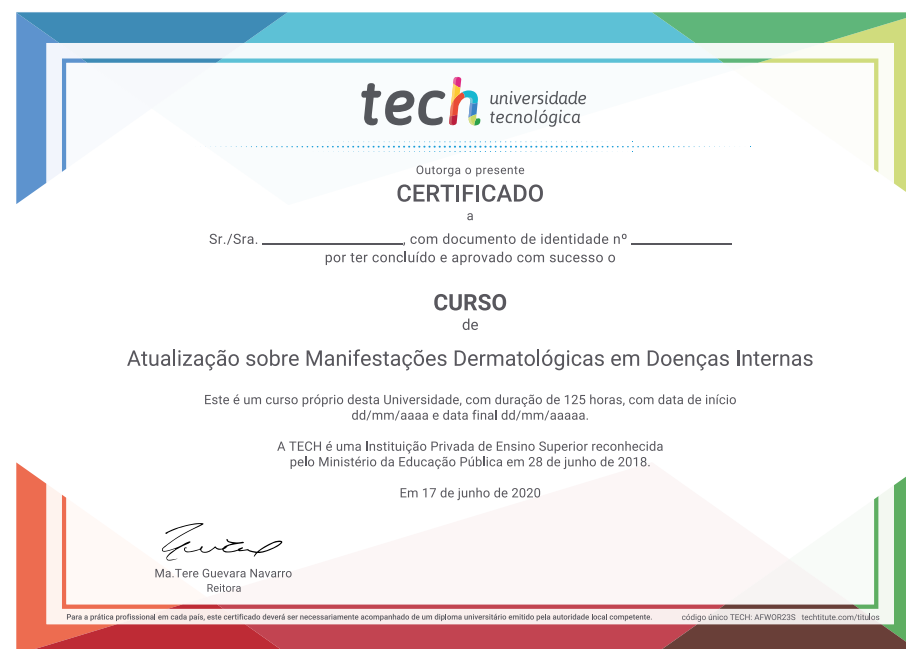 tech universidade
tecnológica
Outorga o presente
CERTIFICADO
a
Sr./Sra. ____________________, com documento de identidade nº ______________
por ter concluído e aprovado com sucesso o
CURSO
de
Atualização sobre Manifestações Dermatológicas em Doenças Internas
Este é um curso próprio desta Universidade, com duração de 125 horas, com data de início
dd/mm/aaaa e data final dd/mm/aaaaa.
A TECH é uma Instituição Privada de Ensino Superior reconhecida
pelo Ministério da Educação Pública em 28 de junho de 2018.
Em 17 de junho de 2020
Ma.Tere Guevara Navarro
Reitora
Para a prática profissional em cada país, este certificado deverá ser necessariamente acompanhado de um diploma universitário emitido pela autoridade local competente. código único TECH: AFWOR23S techtitute.com/titulos